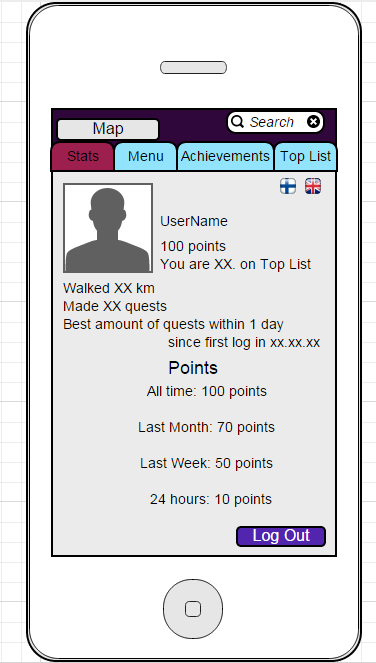 Map
Search
Stats
Menu
Achievements
Top List
UserName
100 points
You are XX. on Top List
Walked XX km
Made XX quests
Best amount of quests within 1 day
since first log in xx.xx.xx
Points
All time: 100 points
Last Month: 70 points
Last Week: 50 points
24 hours: 10 points
Log Out